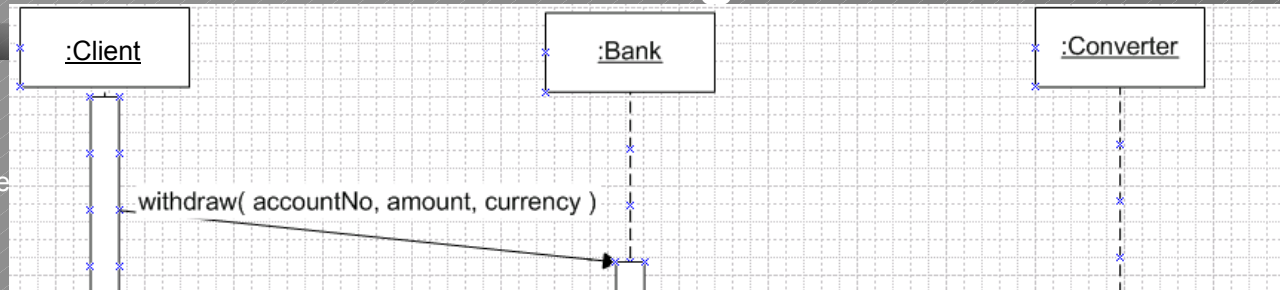 :Client
:Bank
:Converter
withdraw( accountNo, amount, currency )
e